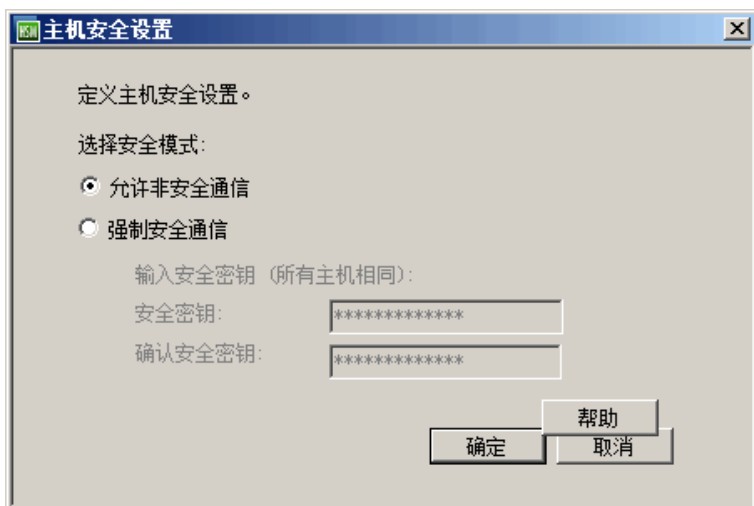 HSM 主机安全设置
定义主机安全设置。
选择安全模式:
允许非安全通信
强制安全通信
输入安全密钥 (所有主机相同):
安全密钥: *************
确认安全密钥: *************
帮助
确定 取消